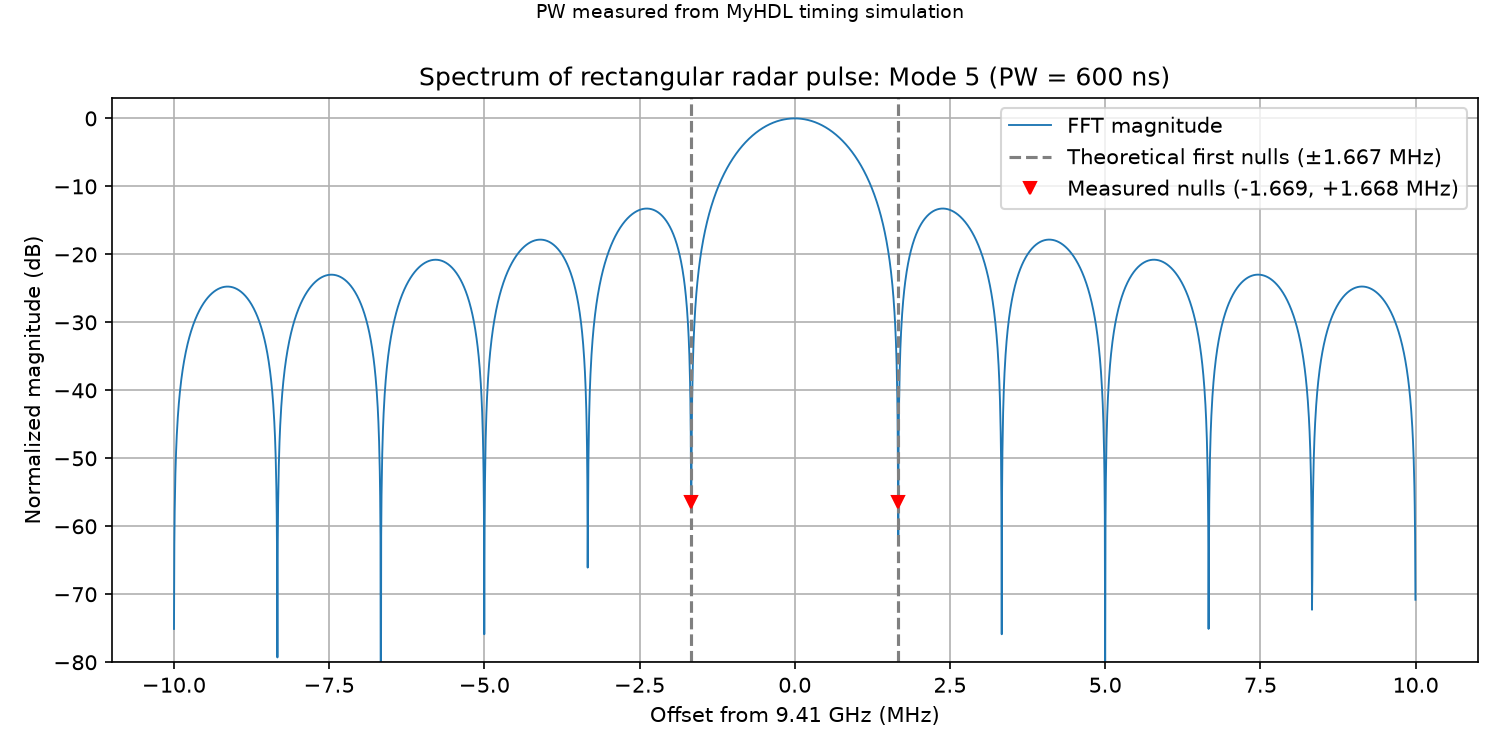 PW measured from MyHDL timing simulation
Spectrum of rectangular radar pulse: Mode 5 (PW = 600 ns)
FFT magnitude
Theoretical first nulls (±1.667 MHz)
Measured nulls (-1.669, +1.668 MHz)
Normalized magnitude (dB)
0
−10
−20
−30
−40
−50
−60
−70
−80
−10.0 −7.5 −5.0 −2.5 0.0 2.5 5.0 7.5 10.0
Offset from 9.41 GHz (MHz)